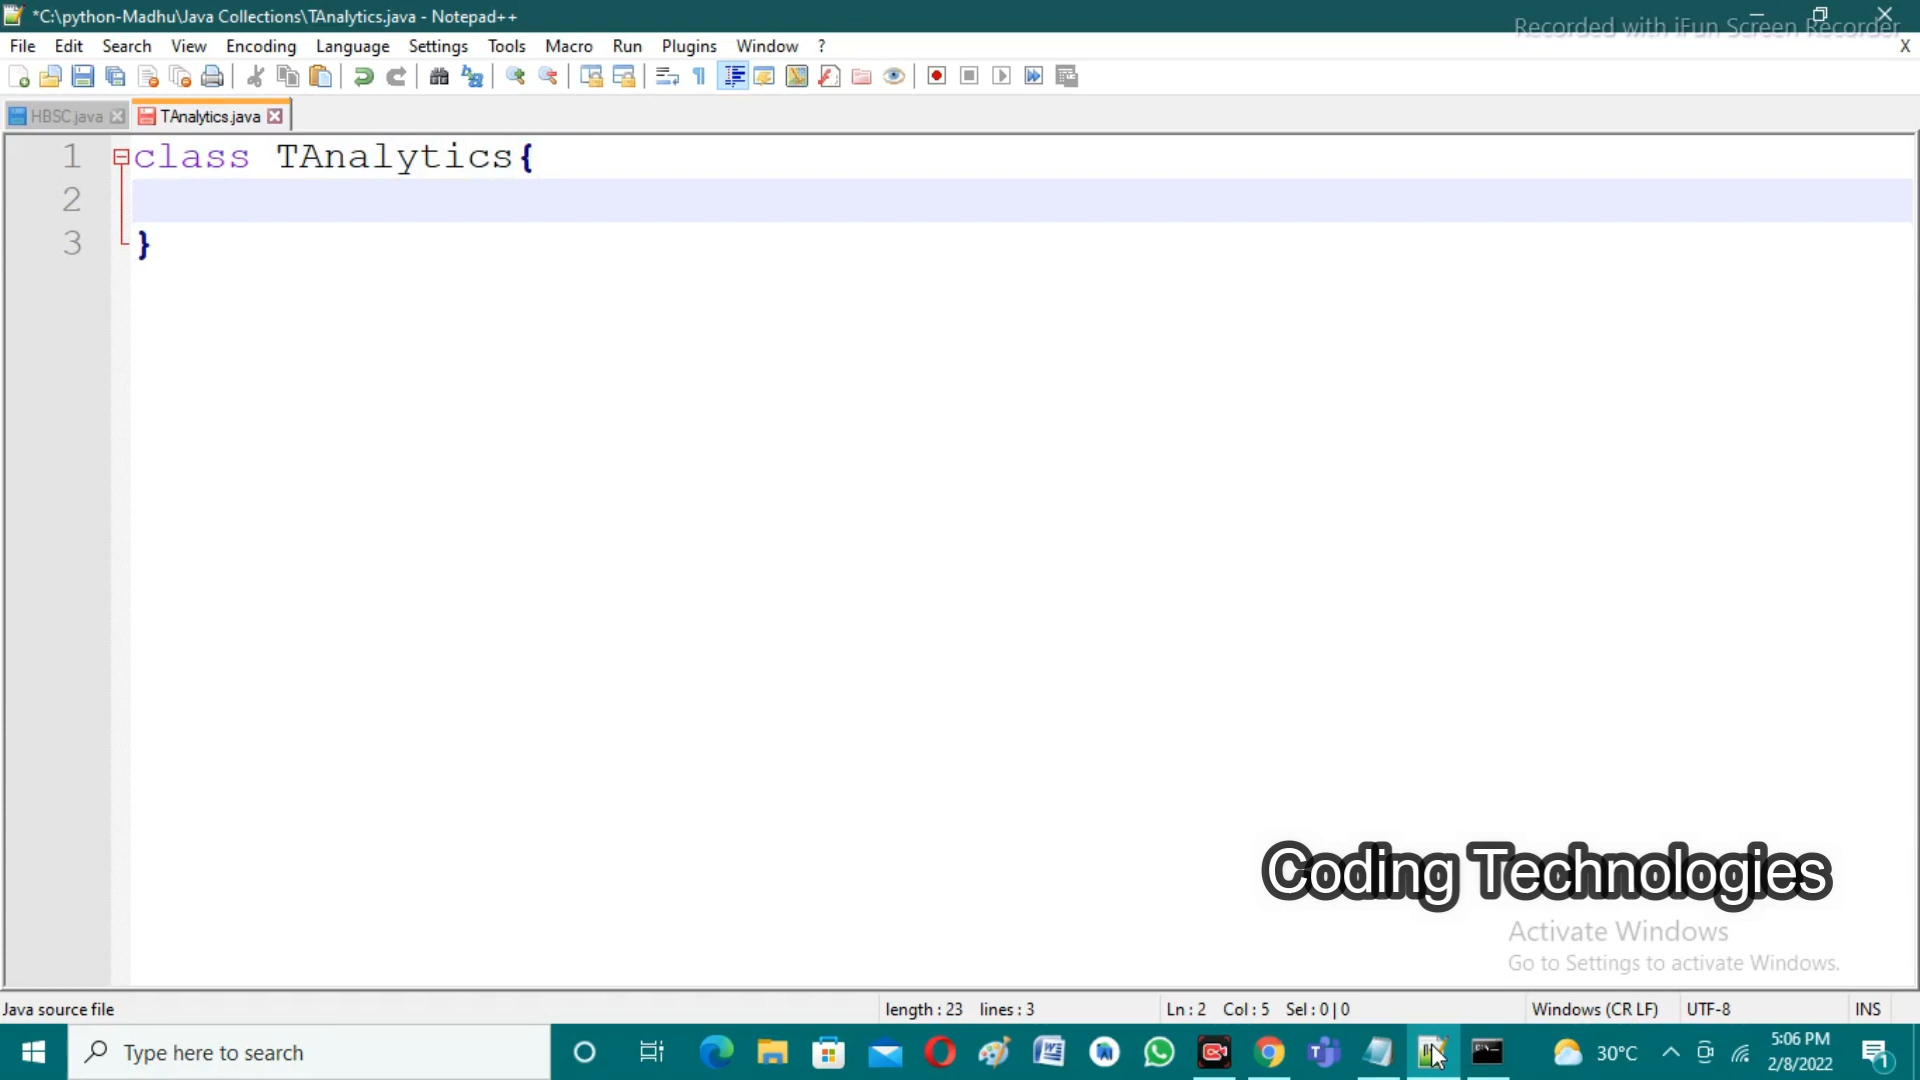 *C:\python-Madhu\Java Collections\TAnalytics.java - Notepad++
Recorded with iFun Screen Recorder
File Edit Search View Encoding Language Settings Tools Macro Run Plugins Window ? X
HBSC.java TAnalytics.java
1 class TAnalytics{
2
3 }
Coding Technologies
Activate Windows
Go to Settings to activate Windows.
Java source file length : 23 lines : 3 Ln : 2 Col : 5 Sel : 0 | 0 Windows (CR LF) UTF-8 INS
Type here to search 30°C 5:06 PM
2/8/2022 1